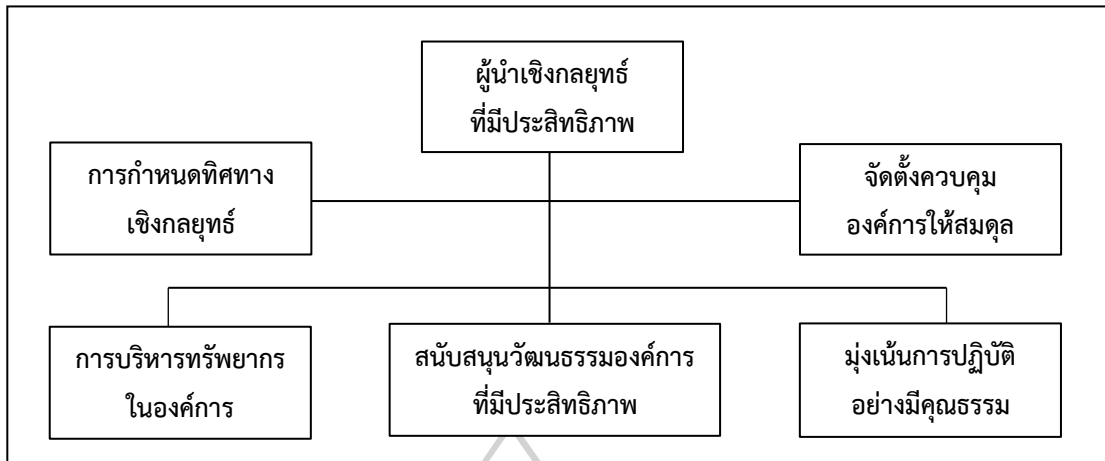 ผู้นำเชิงกลยุทธ์
ที่มีประสิทธิภาพ
การกำหนดทิศทาง
เชิงกลยุทธ์
จัดตั้งควบคุม
องค์การให้สมดุล
การบริหารทรัพยากร
ในองค์การ
สนับสนุนวัฒนธรรมองค์การ
ที่มีประสิทธิภาพ
มุ่งเน้นการปฏิบัติ
อย่างมีคุณธรรม